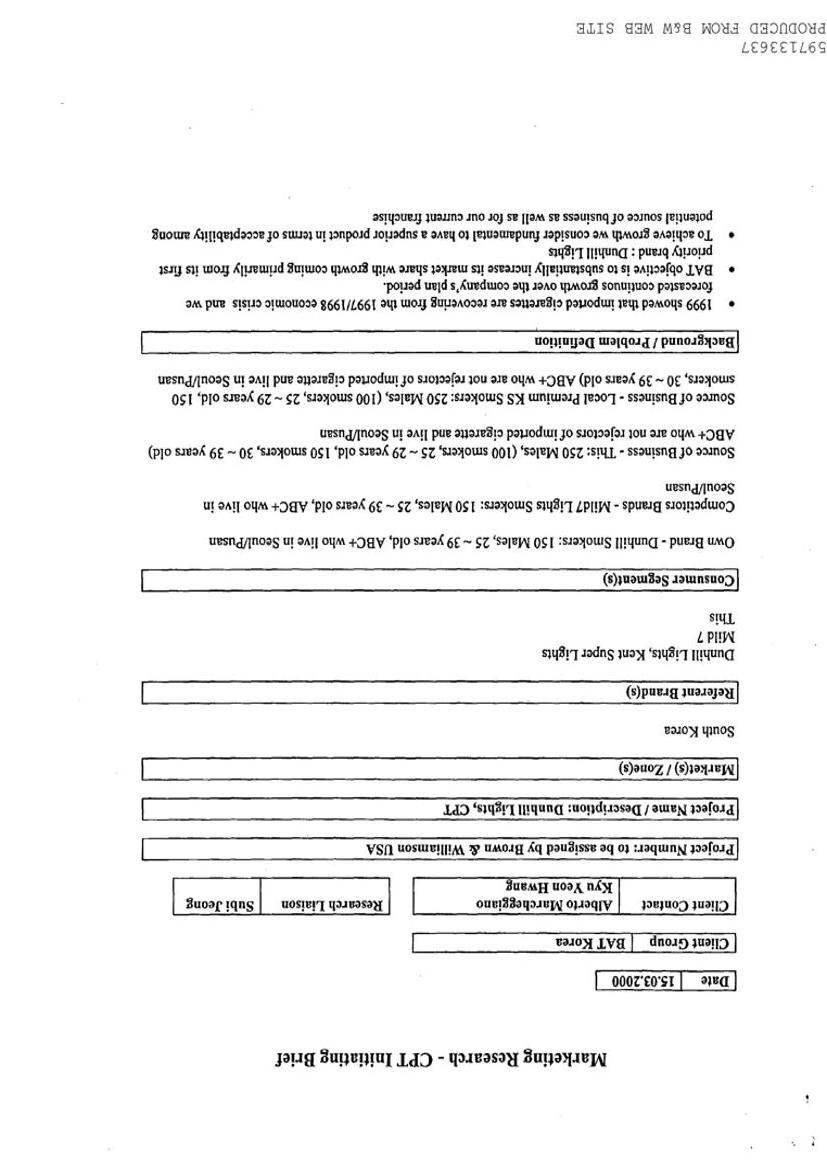 Marketing Research - CPT Initiating Brief
Date 15.03.2000
Client Group BAT Korea
Client Contact Alberto Marcheggiano Research Liaison Subi Jeong
Kyu Yeon Hwang
Project Number: to be assigned by Brown & Williamson USA
Project Name / Description: Dunhill Lights, CPT
Market(s) / Zone(s)
South Korea
Referent Brand(s)
Dunhill Lights, Kent Super Lights
Mild 7
This
Consumer Segment(s)
Own Brand - Dunhill Smokers: 150 Males, 25 ~ 39 years old, ABC+ who live in Seoul/Pusan
Competitors Brands - Mild7 Lights Smokers: 150 Males, 25 ~ 39 years old, ABC+ who live in
Seoul/Pusan
Source of Business - This: 250 Males, (100 smokers, 25 ~ 29 years old, 150 smokers, 30 ~ 39 years old)
ABC+ who are not rejectors of imported cigarette and live in Seoul/Pusan
Source of Business - Local Premium KS Smokers: 250 Males, (100 smokers, 25 ~ 29 years old, 150
smokers, 30 ~ 39 years old) ABC+ who are not rejectors of imported cigarette and live in Seoul/Pusan
Background / Problem Definition
• 1999 showed that imported cigarettes are recovering from the 1997/1998 economic crisis and we
forecasted continuos growth over the company's plan period.
• BAT objective is to substantially increase its market share with growth coming primarily from its first
priority brand : Dunhill Lights
• To achieve growth we consider fundamental to have a superior product in terms of acceptability among
potential source of business as well as for our current franchise
597133637
PRODUCED FROM B&W WEB SITE